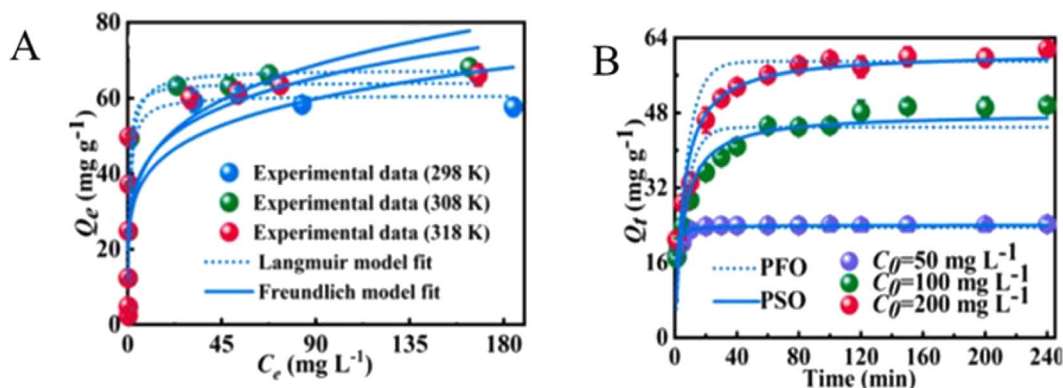 A
80
60
40
20
0
Qe (mg g-1)
Experimental data (298 K)
Experimental data (308 K)
Experimental data (318 K)
Langmuir model fit
Freundlich model fit
0 45 90 135 180
Ce (mg L-1)
B
64
48
32
16
0
Qt (mg g-1)
PFO
PSO
C0=50 mg L-1
C0=100 mg L-1
C0=200 mg L-1
0 40 80 120 160 200 240
Time (min)